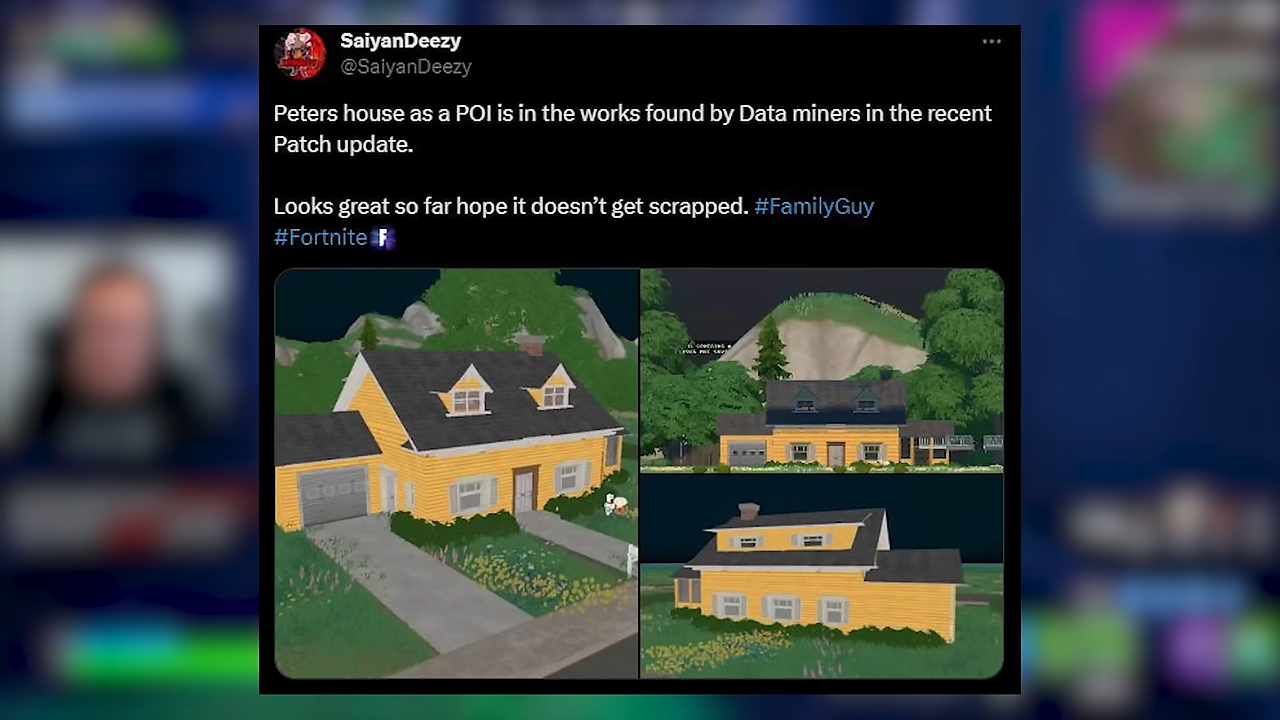 SaiyanDeezy
@SaiyanDeezy
Peters house as a POI is in the works found by Data miners in the recent
Patch update.
Looks great so far hope it doesn’t get scrapped. #FamilyGuy
#Fortnite